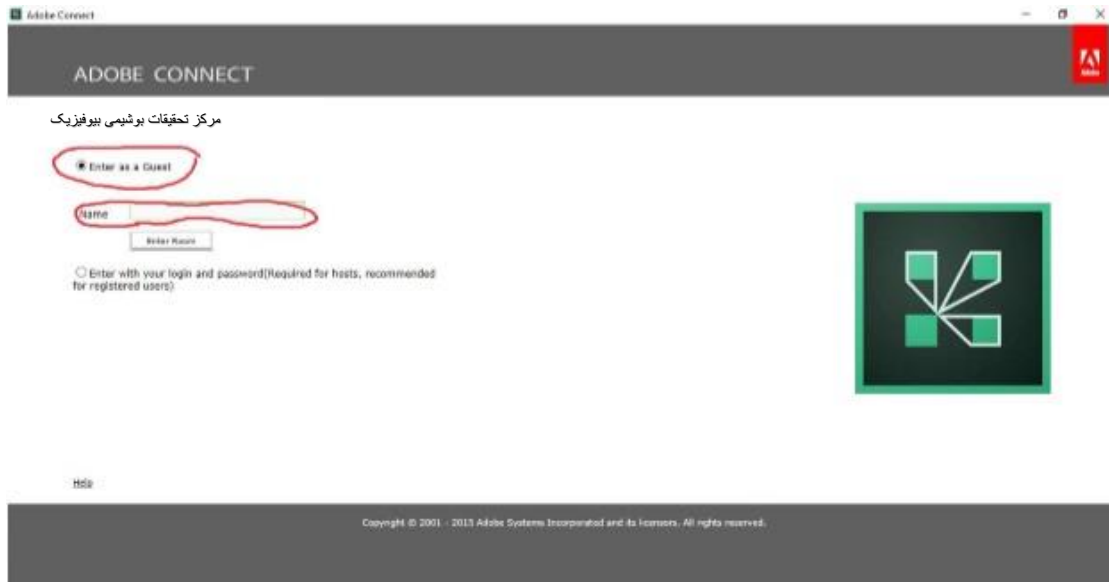 Adobe Connect
Adobe
ADOBE CONNECT
مرکز تحقیقات بوشیمی بیوفیزیک
Enter as a Guest
Name
Enter Room
Enter with your login and password(Required for hosts, recommended
for registered users)
Help
Copyright © 2001 - 2015 Adobe Systems Incorporated and its licensors. All rights reserved.